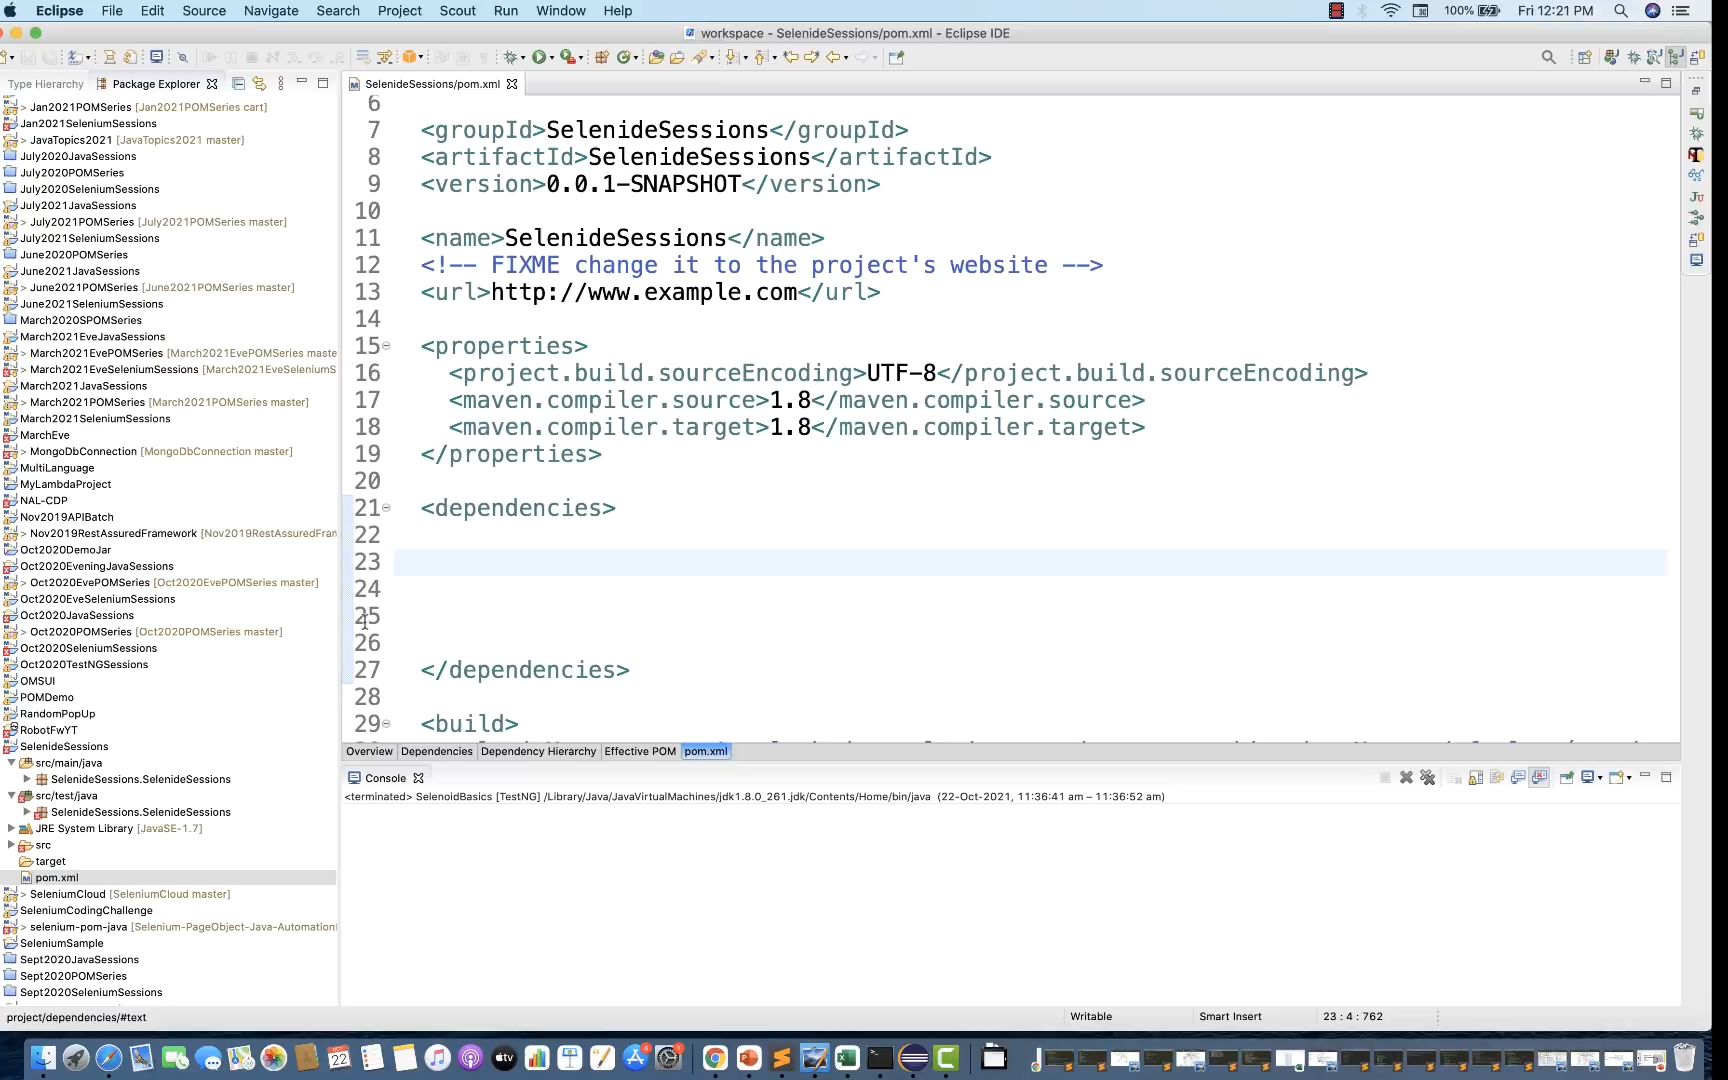 Eclipse File Edit Source Navigate Search Project Scout Run Window Help 100% Fri 12:21 PM
workspace - SelenideSessions/pom.xml - Eclipse IDE
Type Hierarchy Package Explorer
SelenideSessions/pom.xml
> Jan2021POMSeries [Jan2021POMSeries cart]
Jan2021SeleniumSessions
> JavaTopics2021 [JavaTopics2021 master]
July2020JavaSessions
July2020POMSeries
July2020SeleniumSessions
July2021JavaSessions
> July2021POMSeries [July2021POMSeries master]
July2021SeleniumSessions
June2020POMSeries
June2021JavaSessions
> June2021POMSeries [June2021POMSeries master]
June2021SeleniumSessions
March2020SPOMSeries
March2021EveJavaSessions
> March2021EvePOMSeries [March2021EvePOMSeries maste
> March2021EveSeleniumSessions [March2021EveSeleniumS
March2021JavaSessions
> March2021POMSeries [March2021POMSeries master]
March2021SeleniumSessions
MarchEve
> MongoDbConnection [MongoDbConnection master]
MultiLanguage
MyLambdaProject
NAL-CDP
Nov2019APIBatch
> Nov2019RestAssuredFramework [Nov2019RestAssuredFran
Oct2020DemoJar
Oct2020EveningJavaSessions
> Oct2020EvePOMSeries [Oct2020EvePOMSeries master]
Oct2020EveSeleniumSessions
Oct2020JavaSessions
> Oct2020POMSeries [Oct2020POMSeries master]
Oct2020SeleniumSessions
Oct2020TestNGSessions
OMSUI
POMDemo
RandomPopUp
RobotFwYT
SelenideSessions
src/main/java
SelenideSessions.SelenideSessions
src/test/java
SelenideSessions.SelenideSessions
JRE System Library [JavaSE-1.7]
src
target
pom.xml
> SeleniumCloud [SeleniumCloud master]
SeleniumCodingChallenge
> selenium-pom-java [Selenium-PageObject-Java-Automation
SeleniumSample
Sept2020JavaSessions
Sept2020POMSeries
Sept2020SeleniumSessions
6
7 <groupId>SelenideSessions</groupId>
8 <artifactId>SelenideSessions</artifactId>
9 <version>0.0.1-SNAPSHOT</version>
10
11 <name>SelenideSessions</name>
12 <!-- FIXME change it to the project's website -->
13 <url>http://www.example.com</url>
14
15 <properties>
16 <project.build.sourceEncoding>UTF-8</project.build.sourceEncoding>
17 <maven.compiler.source>1.8</maven.compiler.source>
18 <maven.compiler.target>1.8</maven.compiler.target>
19 </properties>
20
21 <dependencies>
22
23
24
25
26
27 </dependencies>
28
29 <build>
Overview Dependencies Dependency Hierarchy Effective POM pom.xml
Console
<terminated> SelenoidBasics [TestNG] /Library/Java/JavaVirtualMachines/jdk1.8.0_261.jdk/Contents/Home/bin/java (22-Oct-2021, 11:36:41 am – 11:36:52 am)
project/dependencies/#text Writable Smart Insert 23 : 4 : 762